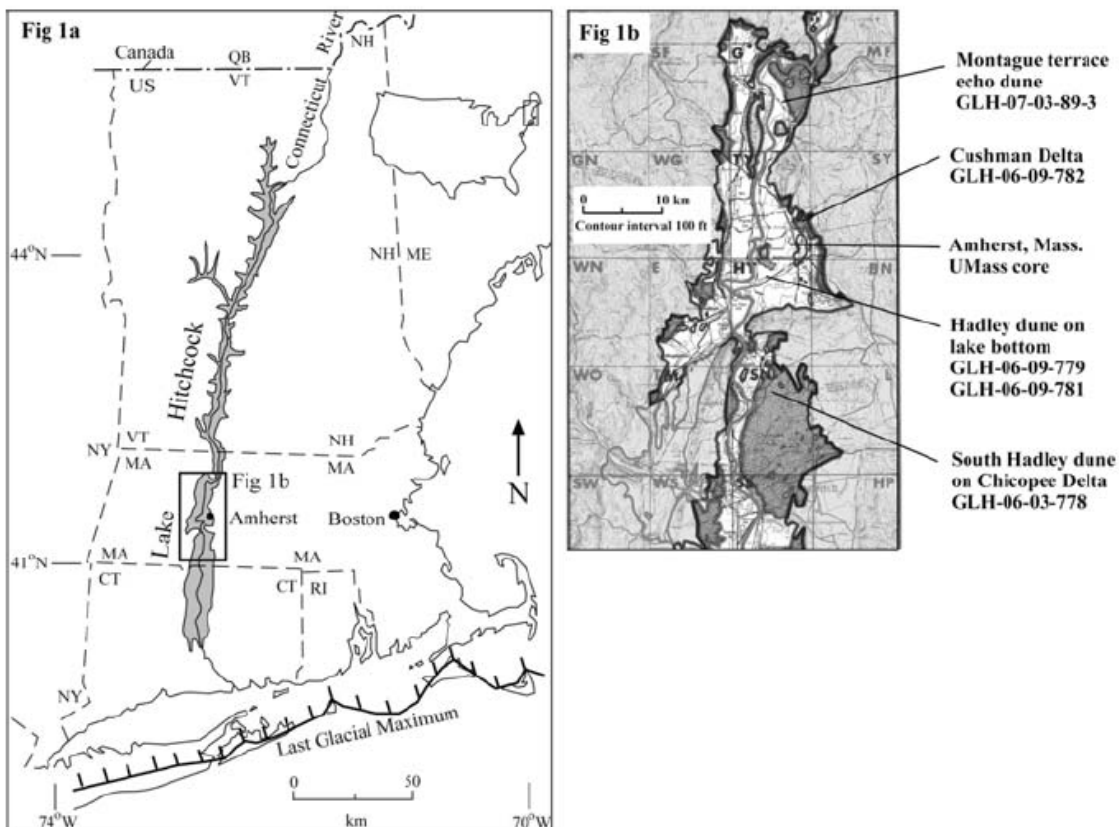 Fig 1a
Canada
QB
US
VT
NH
Connecticut River
44°N
NH
ME
Hitchcock
NY
VT
NH
MA
MA
Fig 1b
N
Lake
Amherst
Boston
41°N
MA
MA
CT
CT
RI
NY
Last Glacial Maximum
0
50
km
74°W
70°W
Fig 1b
SF
G
MF
GN
WG
TY
SY
0
10 km
Contour interval 100 ft
WN
E
HT
BN
WO
TM
SN
L
SW
WS
HP
Montague terrace
echo dune
GLH-07-03-89-3
Cushman Delta
GLH-06-09-782
Amherst, Mass.
UMass core
Hadley dune on
lake bottom
GLH-06-09-779
GLH-06-09-781
South Hadley dune
on Chicopee Delta
GLH-06-03-778